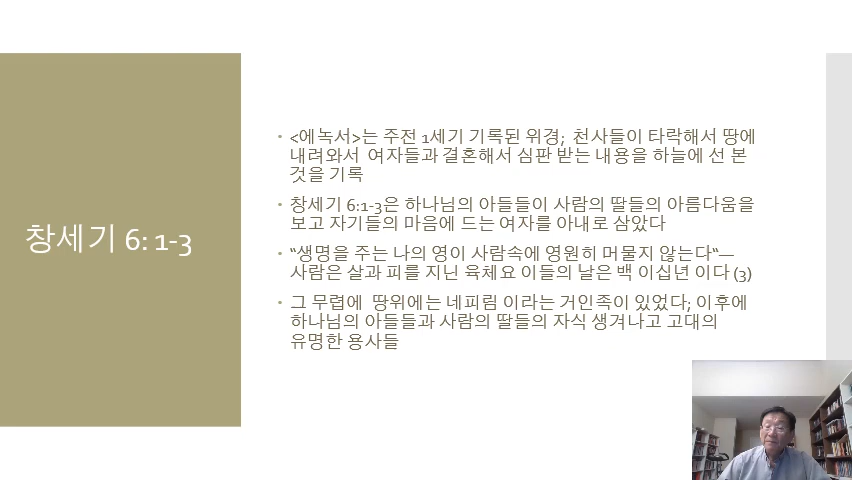 창세기 6: 1-3
<에녹서>는 주전 1세기 기록된 위경; 천사들이 타락해서 땅에
내려와서 여자들과 결혼해서 심판 받는 내용을 하늘에 선 본
것을 기록
창세기 6:1-3은 하나님의 아들들이 사람의 딸들의 아름다움을
보고 자기들의 마음에 드는 여자를 아내로 삼았다
“생명을 주는 나의 영이 사람속에 영원히 머물지 않는다“—
사람은 살과 피를 지닌 육체요 이들의 날은 백 이십년 이다 (3)
그 무렵에 땅위에는 네피림 이라는 거인족이 있었다; 이후에
하나님의 아들들과 사람의 딸들의 자식 생겨나고 고대의
유명한 용사들